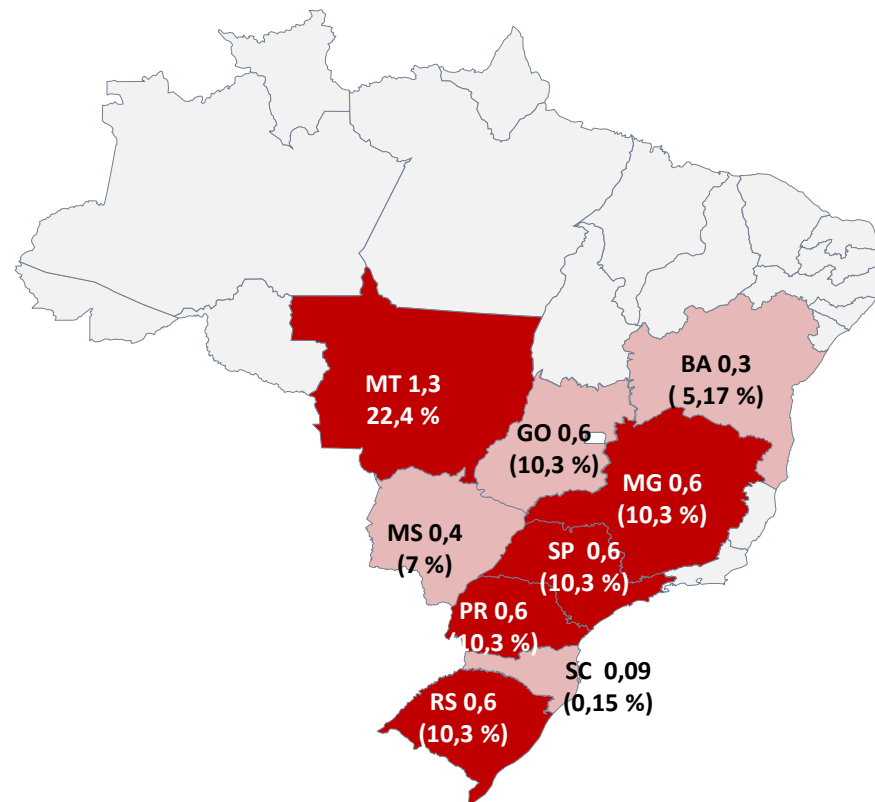 BA 0,3
( 5,17 %)
MT 1,3
22,4 %
GO 0,6
(10,3 %)
MG 0,6
(10,3 %)
MS 0,4
(7 %)
SP 0,6
(10,3 %)
PR 0,6
(10,3 %)
SC 0,09
(0,15 %)
RS 0,6
(10,3 %)